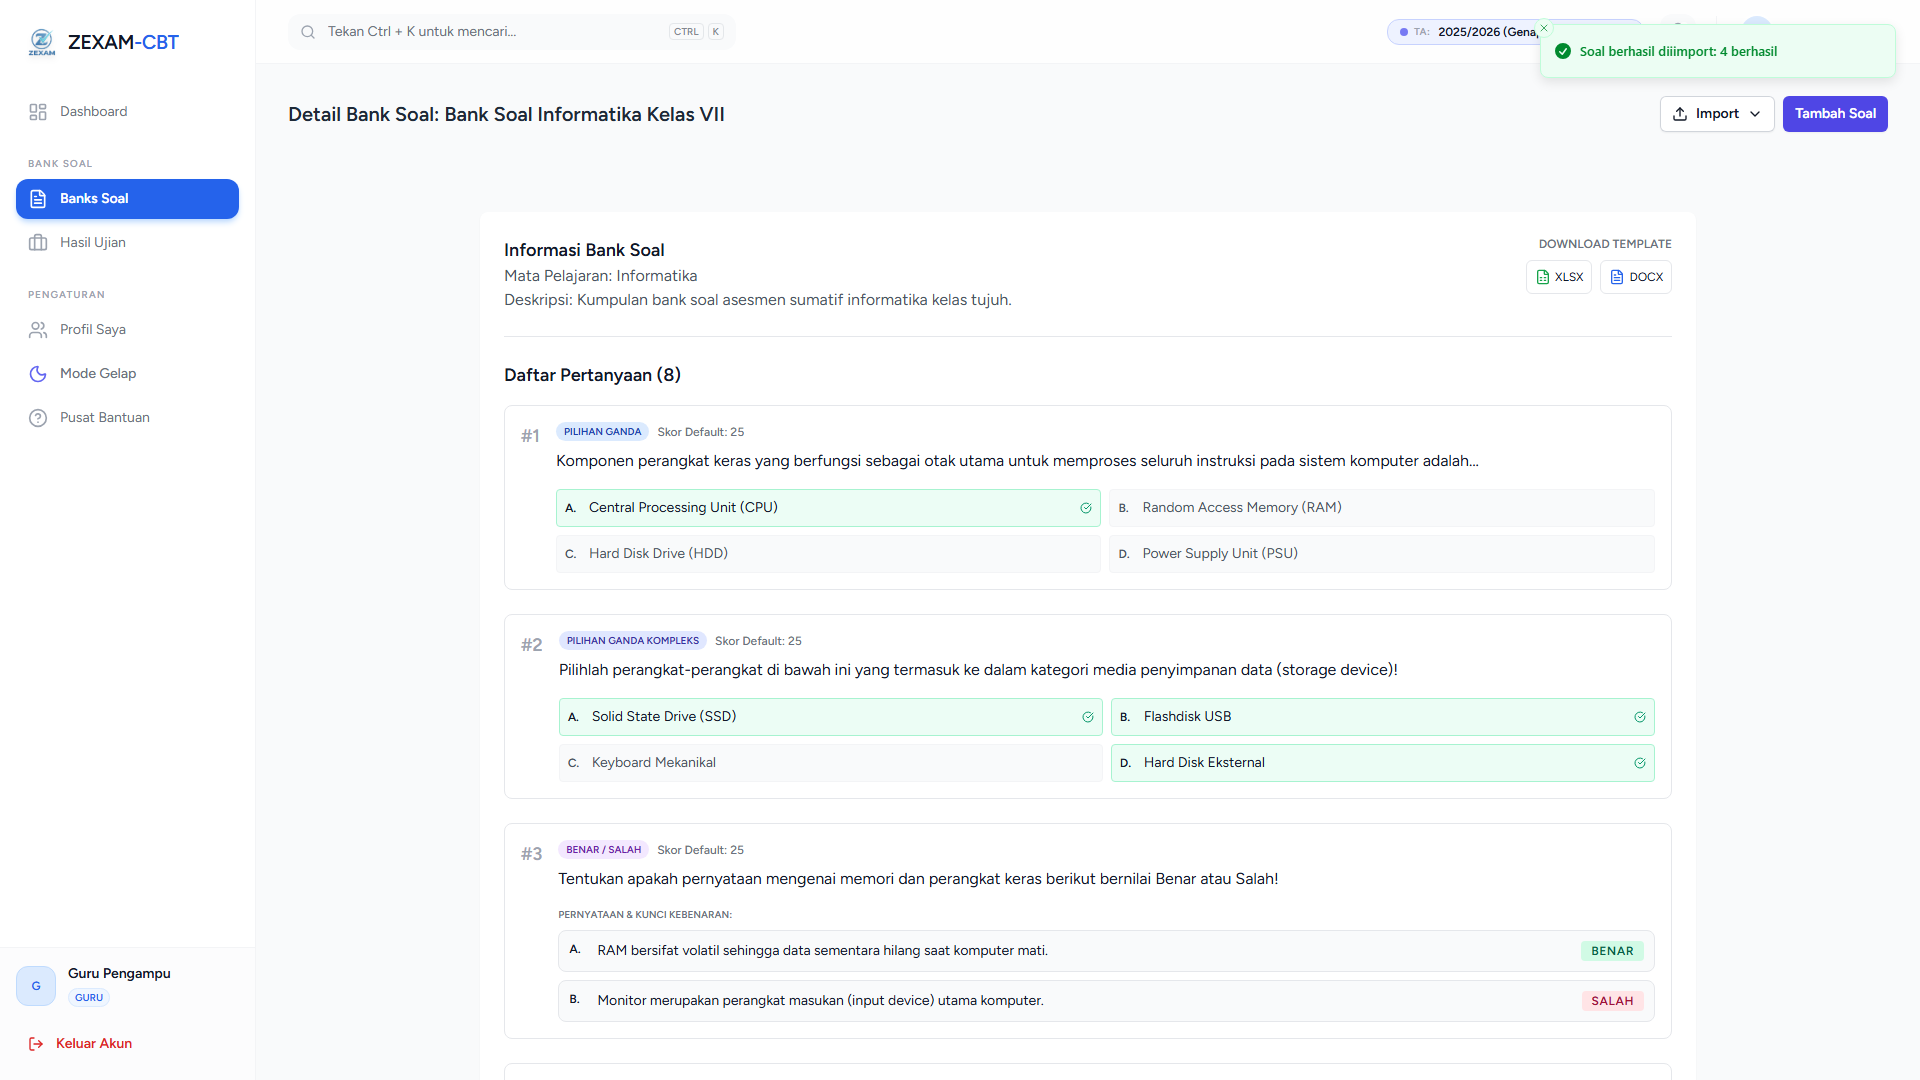 ZEXAM
ZEXAM-CBT
Tekan Ctrl + K untuk mencari...
CTRL K
TA: 2025/2026 (Gena
Soal berhasil diimport: 4 berhasil
Dashboard
BANK SOAL
Banks Soal
Hasil Ujian
PENGATURAN
Profil Saya
Mode Gelap
Pusat Bantuan
Guru Pengampu
G
GURU
Keluar Akun
Detail Bank Soal: Bank Soal Informatika Kelas VII
Import
Tambah Soal
Informasi Bank Soal
Mata Pelajaran: Informatika
Deskripsi: Kumpulan bank soal asesmen sumatif informatika kelas tujuh.
DOWNLOAD TEMPLATE
XLSX
DOCX
Daftar Pertanyaan (8)
#1 PILIHAN GANDA Skor Default: 25
Komponen perangkat keras yang berfungsi sebagai otak utama untuk memproses seluruh instruksi pada sistem komputer adalah...
A. Central Processing Unit (CPU)
B. Random Access Memory (RAM)
C. Hard Disk Drive (HDD)
D. Power Supply Unit (PSU)
#2 PILIHAN GANDA KOMPLEKS Skor Default: 25
Pilihlah perangkat-perangkat di bawah ini yang termasuk ke dalam kategori media penyimpanan data (storage device)!
A. Solid State Drive (SSD)
B. Flashdisk USB
C. Keyboard Mekanikal
D. Hard Disk Eksternal
#3 BENAR / SALAH Skor Default: 25
Tentukan apakah pernyataan mengenai memori dan perangkat keras berikut bernilai Benar atau Salah!
PERNYATAAN & KUNCI KEBENARAN:
A. RAM bersifat volatil sehingga data sementara hilang saat komputer mati. BENAR
B. Monitor merupakan perangkat masukan (input device) utama komputer. SALAH